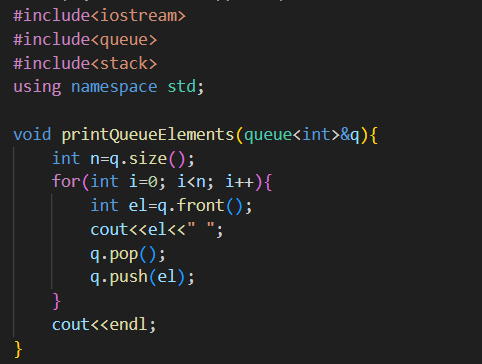 #include<iostream>
#include<queue>
#include<stack>
using namespace std;

void printQueueElements(queue<int>&q){
    int n=q.size();
    for(int i=0; i<n; i++){
        int el=q.front();
        cout<<el<<" ";
        q.pop();
        q.push(el);
    }
    cout<<endl;
}